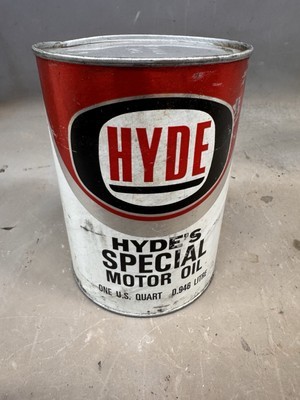 HYDE
HYDE'S
SPECIAL
MOTOR OIL
ONE U.S. QUART 0.946 LITRE